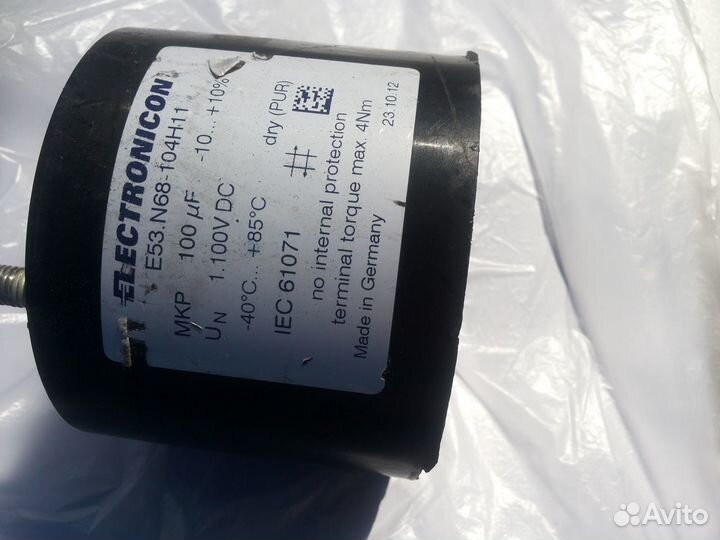 ELECTRONICON
E53.N68-104H11
MKP 100 µF -10...+10%
UN 1.100V DC
-40°C... +85°C dry (PUR)
IEC 61071
no internal protection
terminal torque max. 4Nm
Made in Germany 23.10.12
Avito